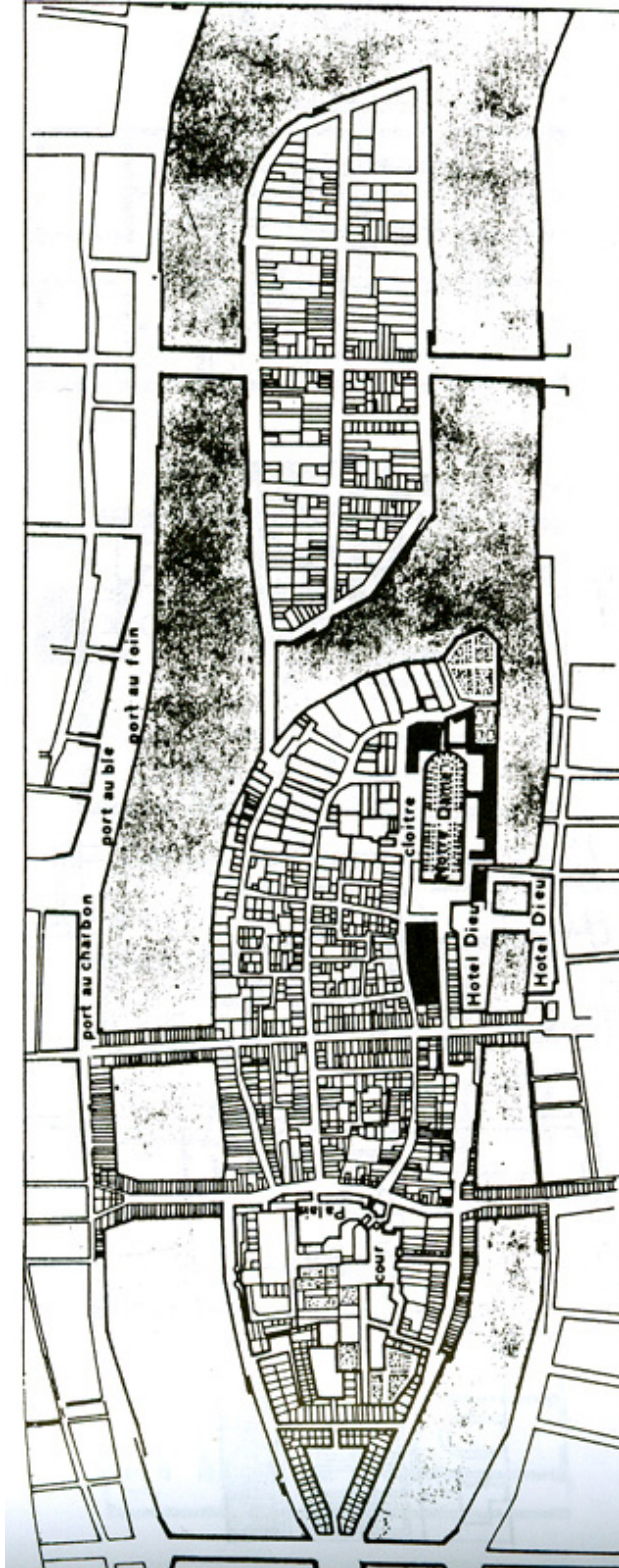 port au charbon
port au ble
port au foin
cloitre
Notre Dame
Hotel Dieu
Hotel Dieu
Palais
cour